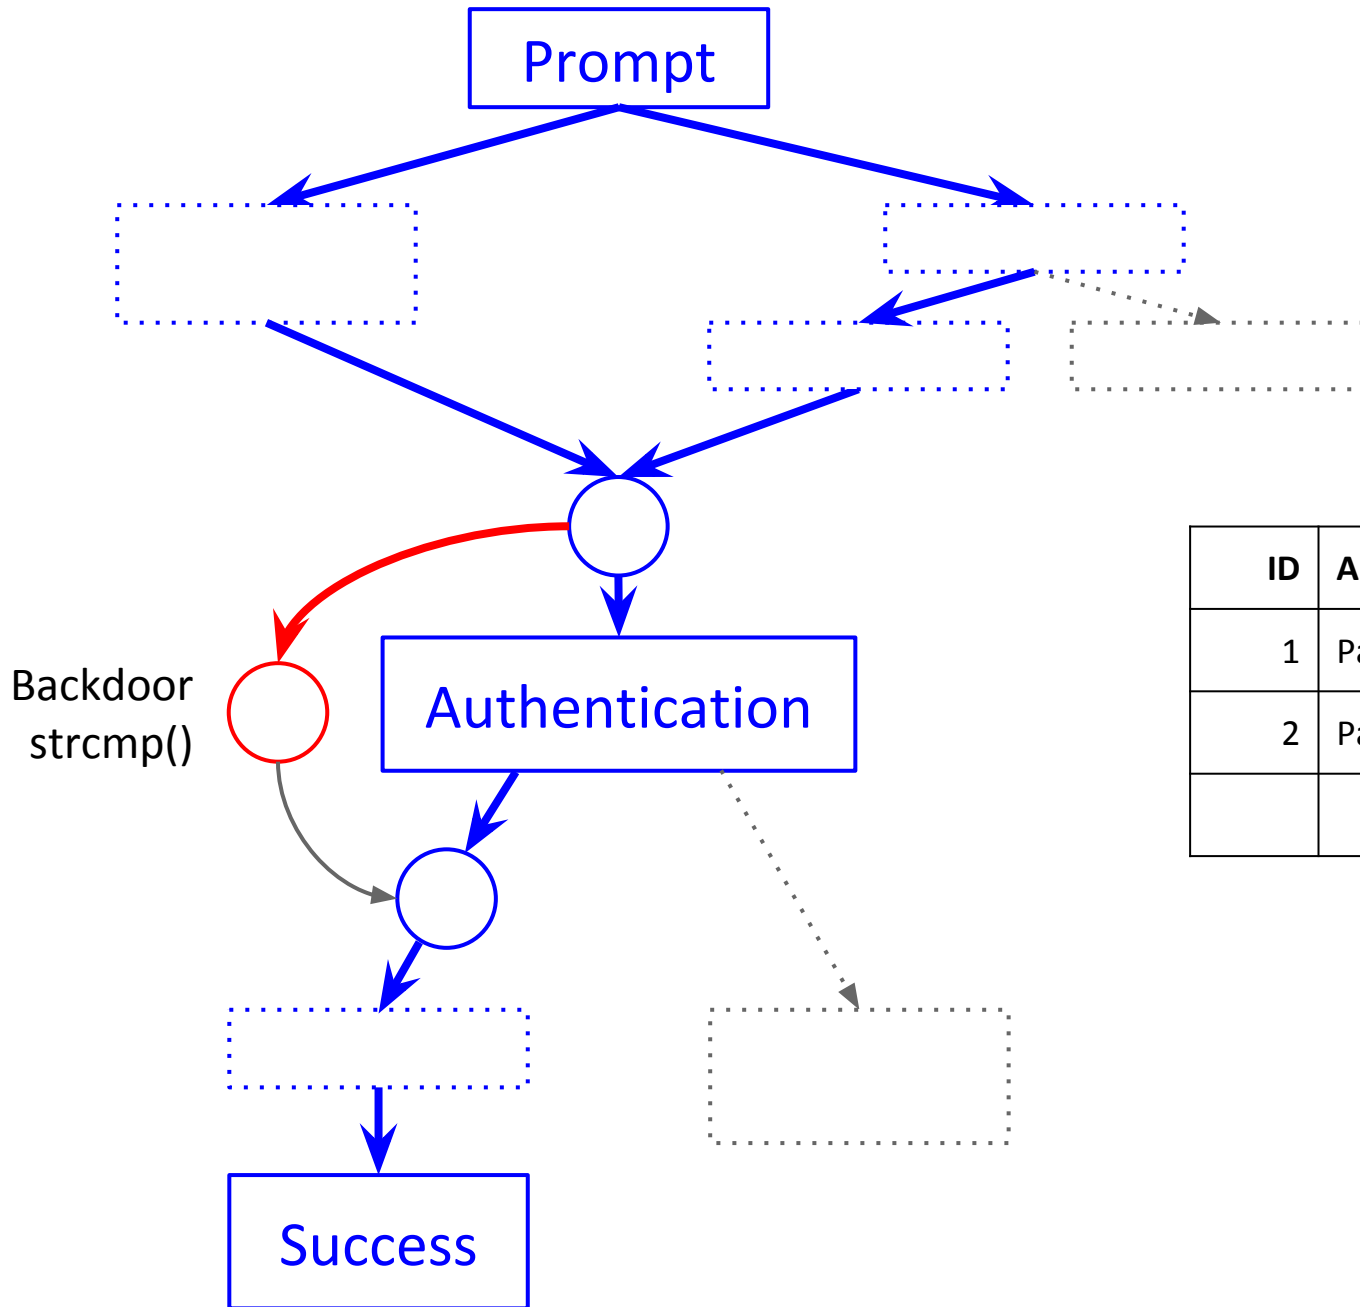 Prompt
ID
1
2
Backdoor
strcmp()
Authentication
Success